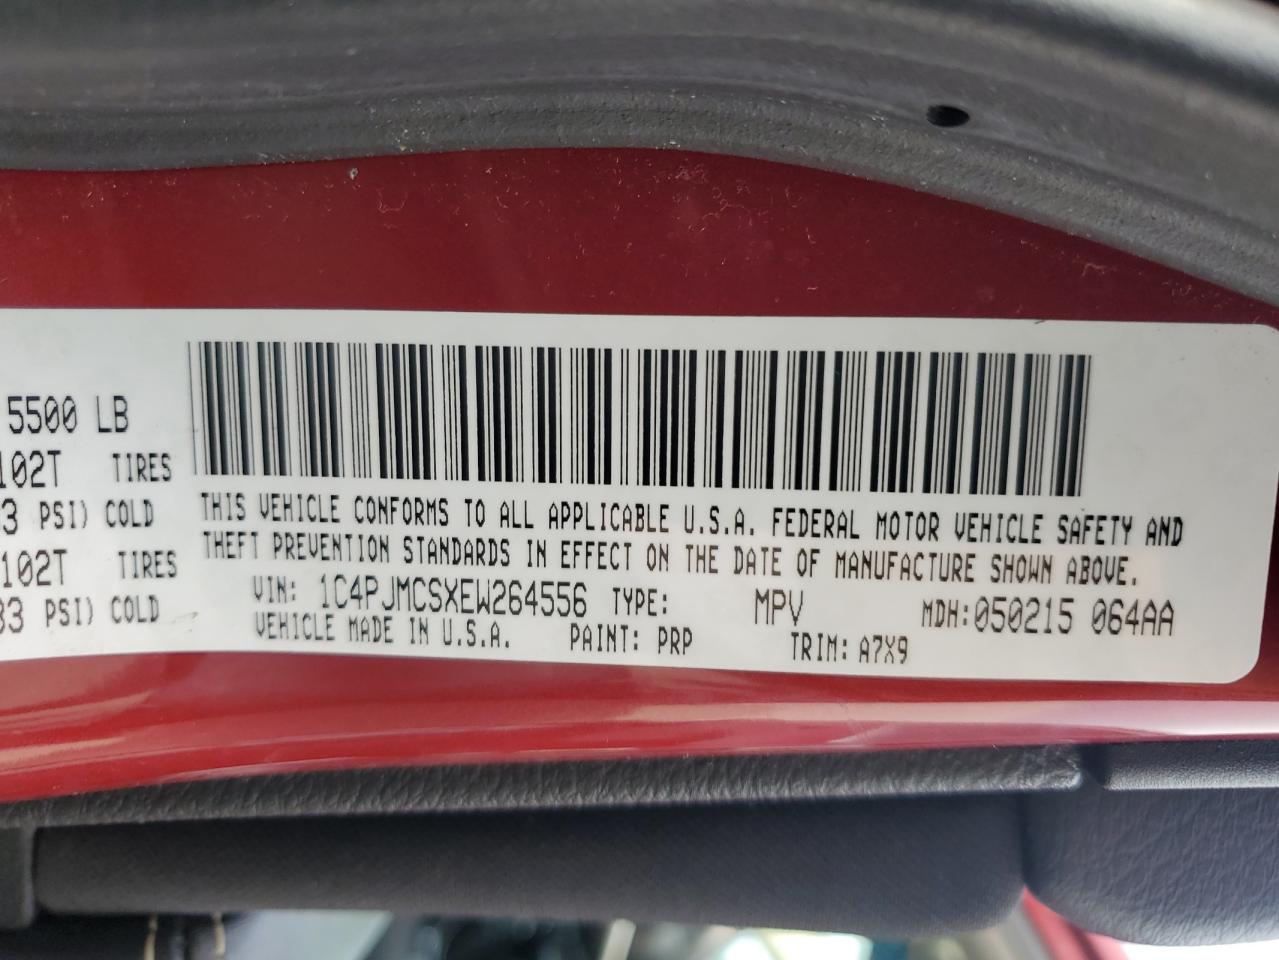 5500 LB
102T TIRES
3 PSI) COLD
102T TIRES
33 PSI) COLD
THIS VEHICLE CONFORMS TO ALL APPLICABLE U.S.A. FEDERAL MOTOR VEHICLE SAFETY AND
THEFT PREVENTION STANDARDS IN EFFECT ON THE DATE OF MANUFACTURE SHOWN ABOVE.
VIN: 1C4PJMCSXEW264556 TYPE: MPV MDH:050215 064AA
VEHICLE MADE IN U.S.A. PAINT: PRP TRIM: A7X9